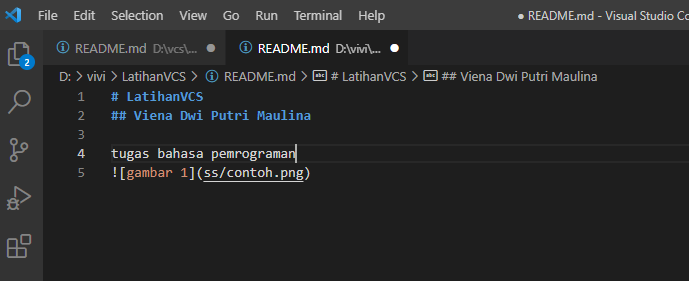 File Edit Selection View Go Run Terminal Help
● README.md - Visual Studio Co
README.md D:\vcs\... ●
README.md D:\vivi\... ●
D: > vivi > LatihanVCS > README.md > # LatihanVCS > ## Viena Dwi Putri Maulina
2
1 # LatihanVCS
2 ## Viena Dwi Putri Maulina
3
4 tugas bahasa pemrograman
5 ![gambar 1](ss/contoh.png)